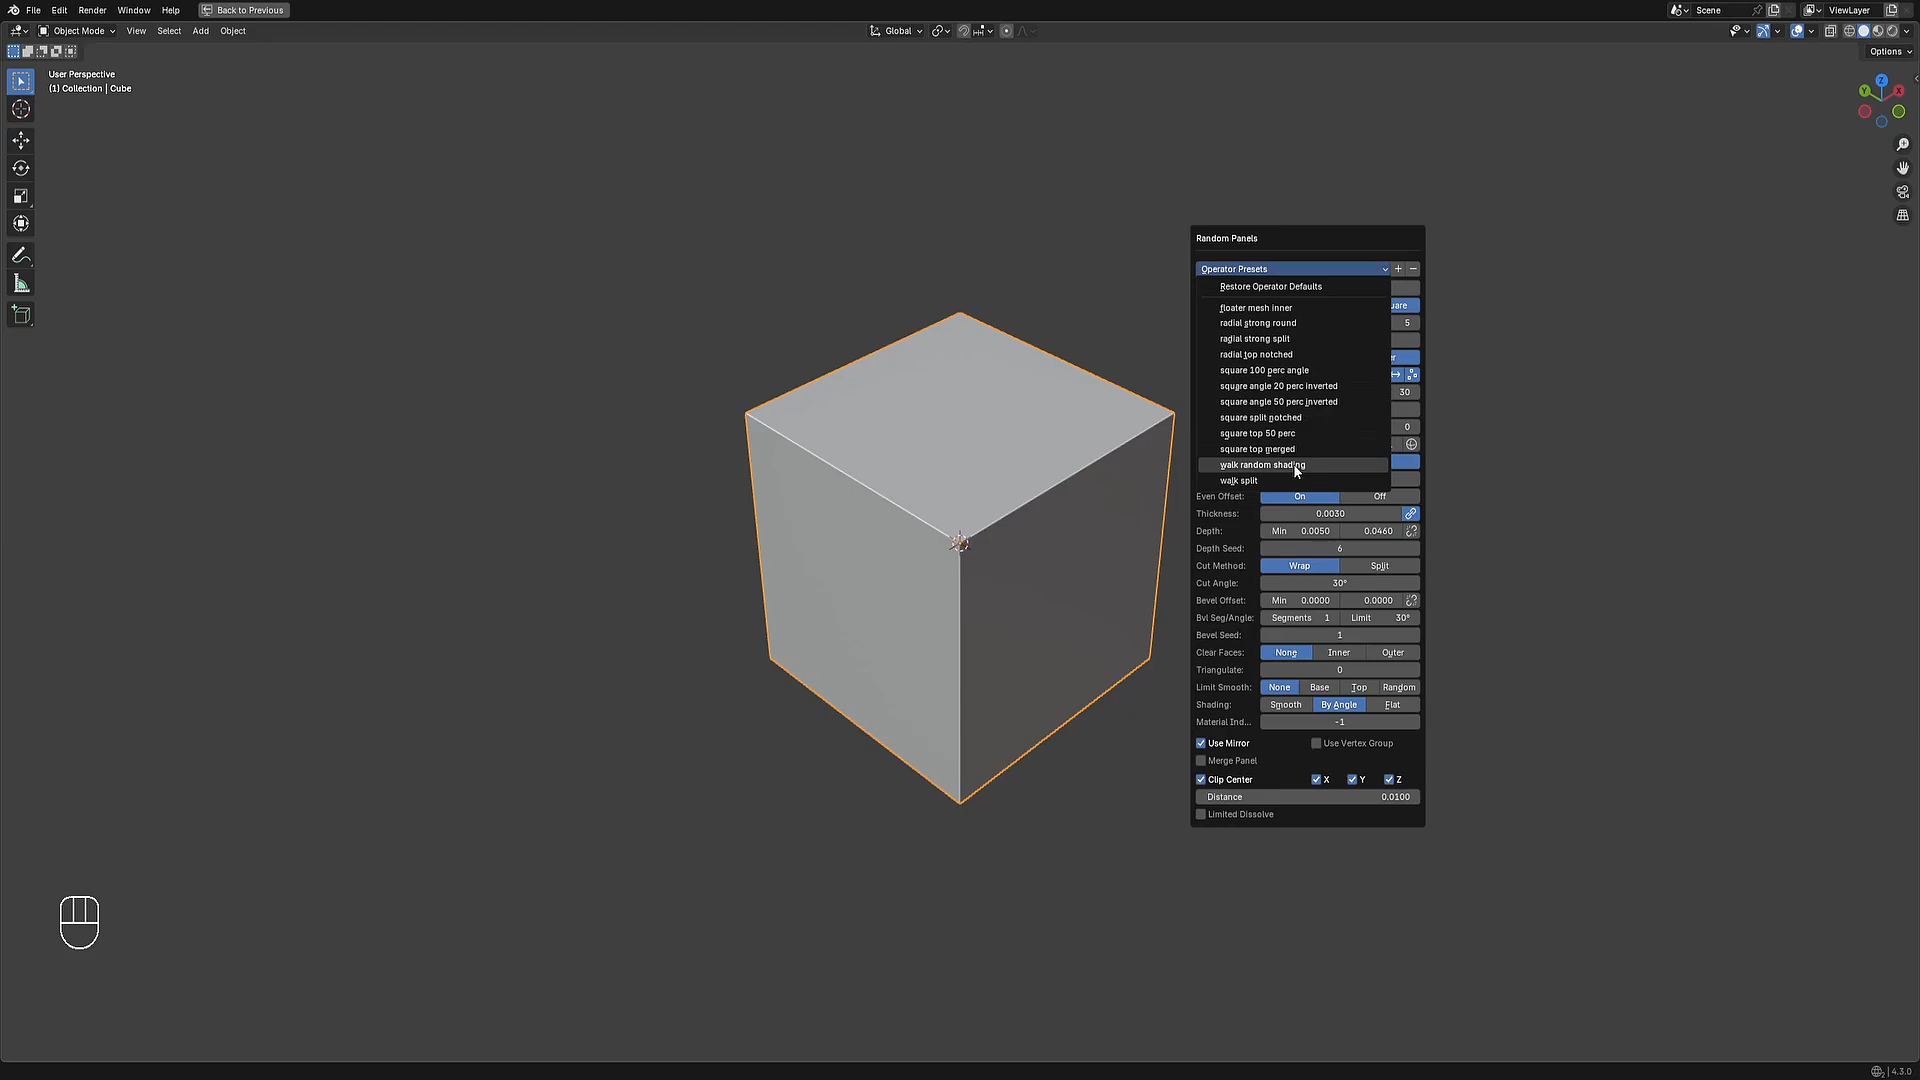 File Edit Render Window Help Back to Previous Scene ViewLayer
Object Mode View Select Add Object Global
Options
User Perspective
(1) Collection | Cube
Z
Y X
Random Panels
Operator Presets + −
Restore Operator Defaults
floater mesh inner
radial strong round 5
radial strong split
radial top notched
square 100 perc angle
square angle 20 perc inverted 30
square angle 50 perc inverted
square split notched
square top 50 perc 0
square top merged
walk random shading
walk split
Even Offset: On Off
Thickness: 0.0030
Depth: Min 0.0050 0.0460
Depth Seed: 6
Cut Method: Wrap Split
Cut Angle: 30°
Bevel Offset: Min 0.0000 0.0000
Bvl Seg/Angle: Segments 1 Limit 30°
Bevel Seed: 1
Clear Faces: None Inner Outer
Triangulate: 0
Limit Smooth: None Base Top Random
Shading: Smooth By Angle Flat
Material Ind... -1
Use Mirror Use Vertex Group
Merge Panel
Clip Center X Y Z
Distance 0.0100
Limited Dissolve
4.3.0